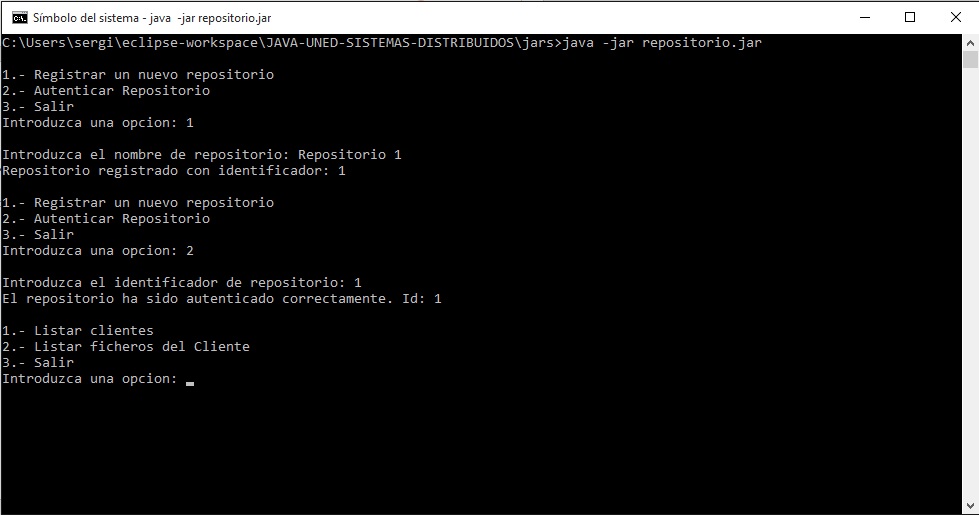 Símbolo del sistema - java  -jar repositorio.jar
C:\Users\sergi\eclipse-workspace\JAVA-UNED-SISTEMAS-DISTRIBUIDOS\jars>java -jar repositorio.jar
1.- Registrar un nuevo repositorio
2.- Autenticar Repositorio
3.- Salir
Introduzca una opcion: 1
Introduzca el nombre de repositorio: Repositorio 1
Repositorio registrado con identificador: 1
1.- Registrar un nuevo repositorio
2.- Autenticar Repositorio
3.- Salir
Introduzca una opcion: 2
Introduzca el identificador de repositorio: 1
El repositorio ha sido autenticado correctamente. Id: 1
1.- Listar clientes
2.- Listar ficheros del Cliente
3.- Salir
Introduzca una opcion: _